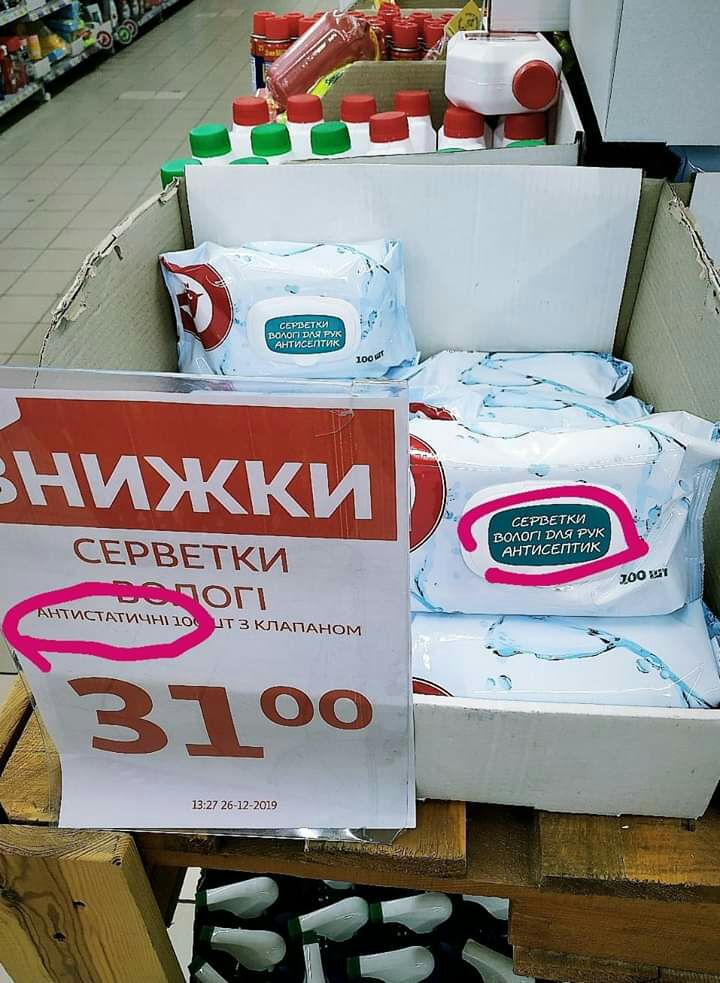 СЕРВЕТКИ
ВОЛОГІ ДЛЯ РУК
АНТИСЕПТИК
100 ШТ
СЕРВЕТКИ
ВОЛОГІ ДЛЯ РУК
АНТИСЕПТИК
100 ШТ
ЗНИЖКИ
СЕРВЕТКИ
ВОЛОГІ
АНТИСТАТИЧНІ 100ШТ З КЛАПАНОМ
31 00
13:27 26-12-2019